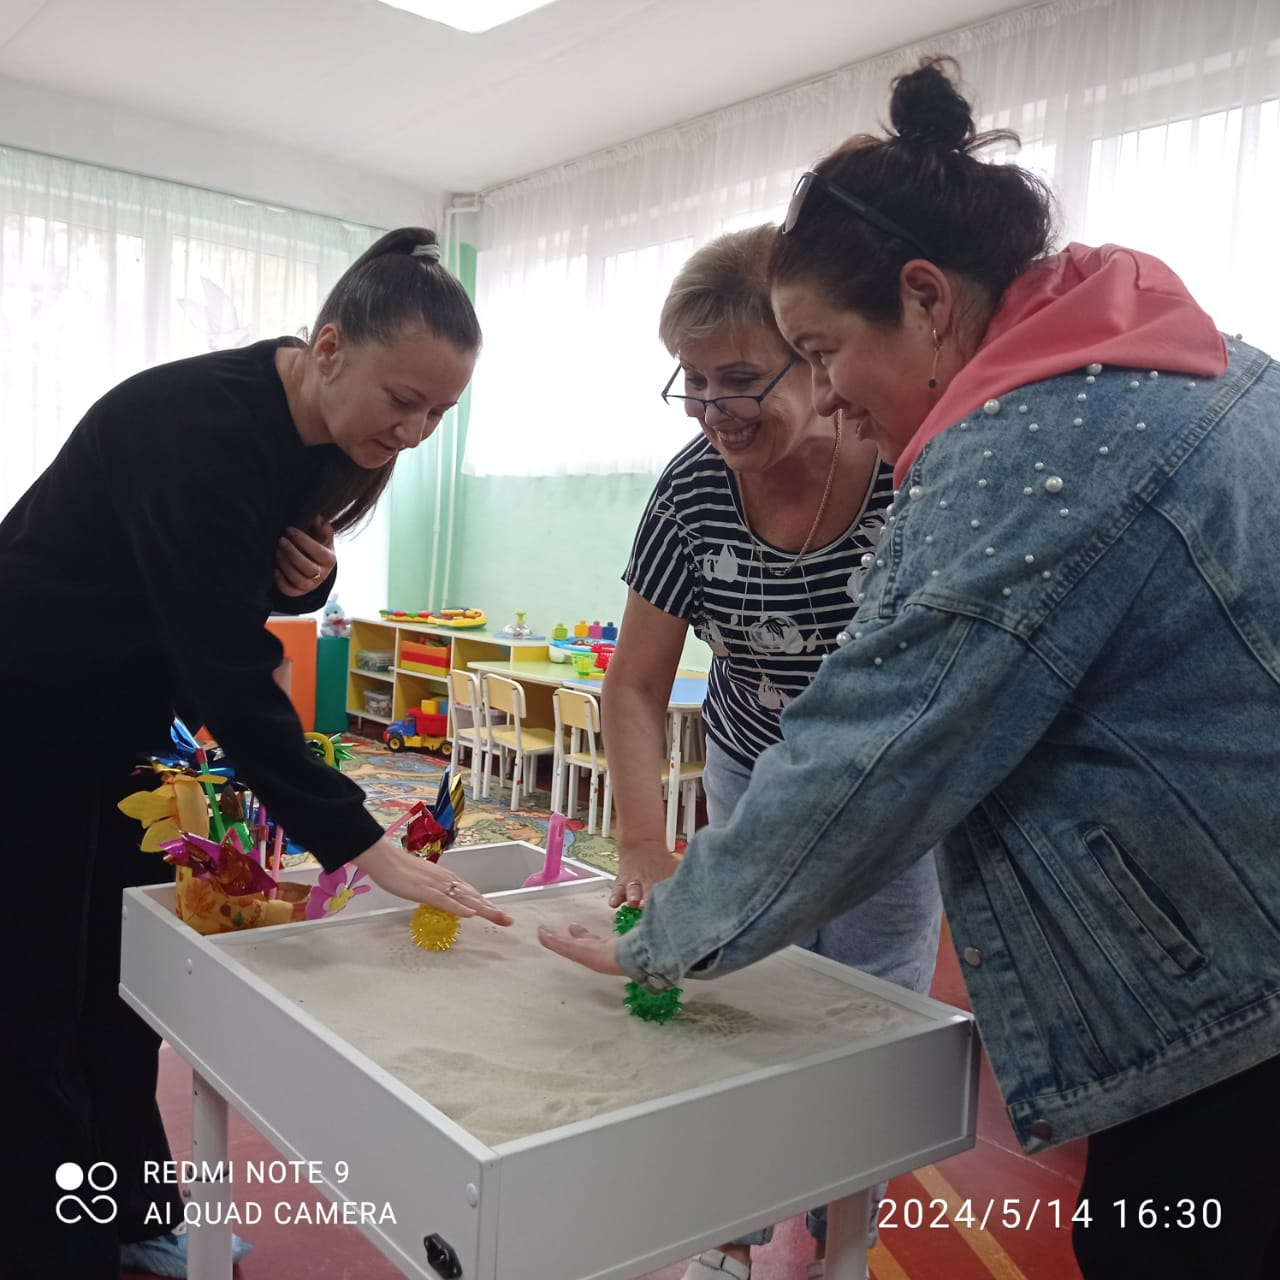 REDMI NOTE 9
AI QUAD CAMERA
2024/5/14 16:30